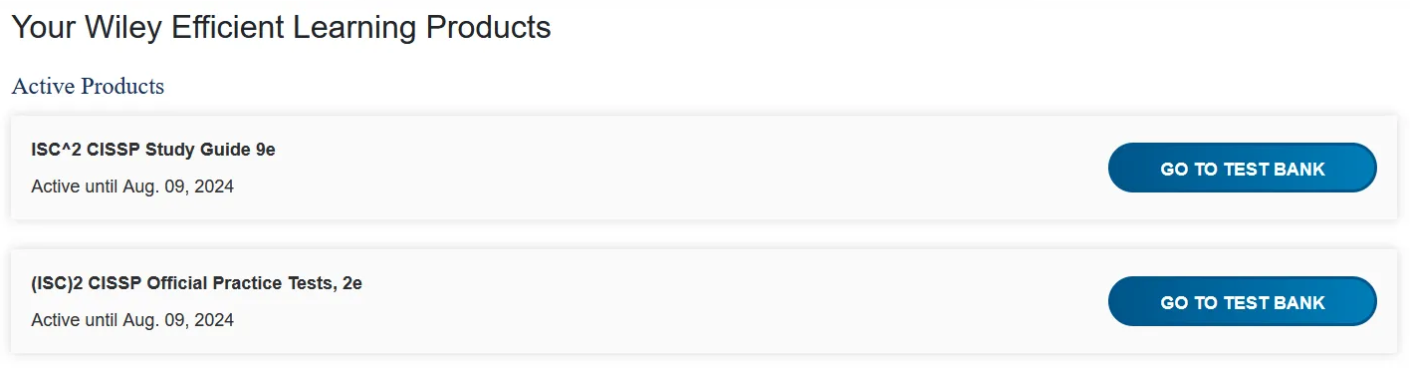 Your Wiley Efficient Learning Products
Active Products
ISC^2 CISSP Study Guide 9e
Active until Aug. 09, 2024
GO TO TEST BANK
(ISC)2 CISSP Official Practice Tests, 2e
Active until Aug. 09, 2024
GO TO TEST BANK